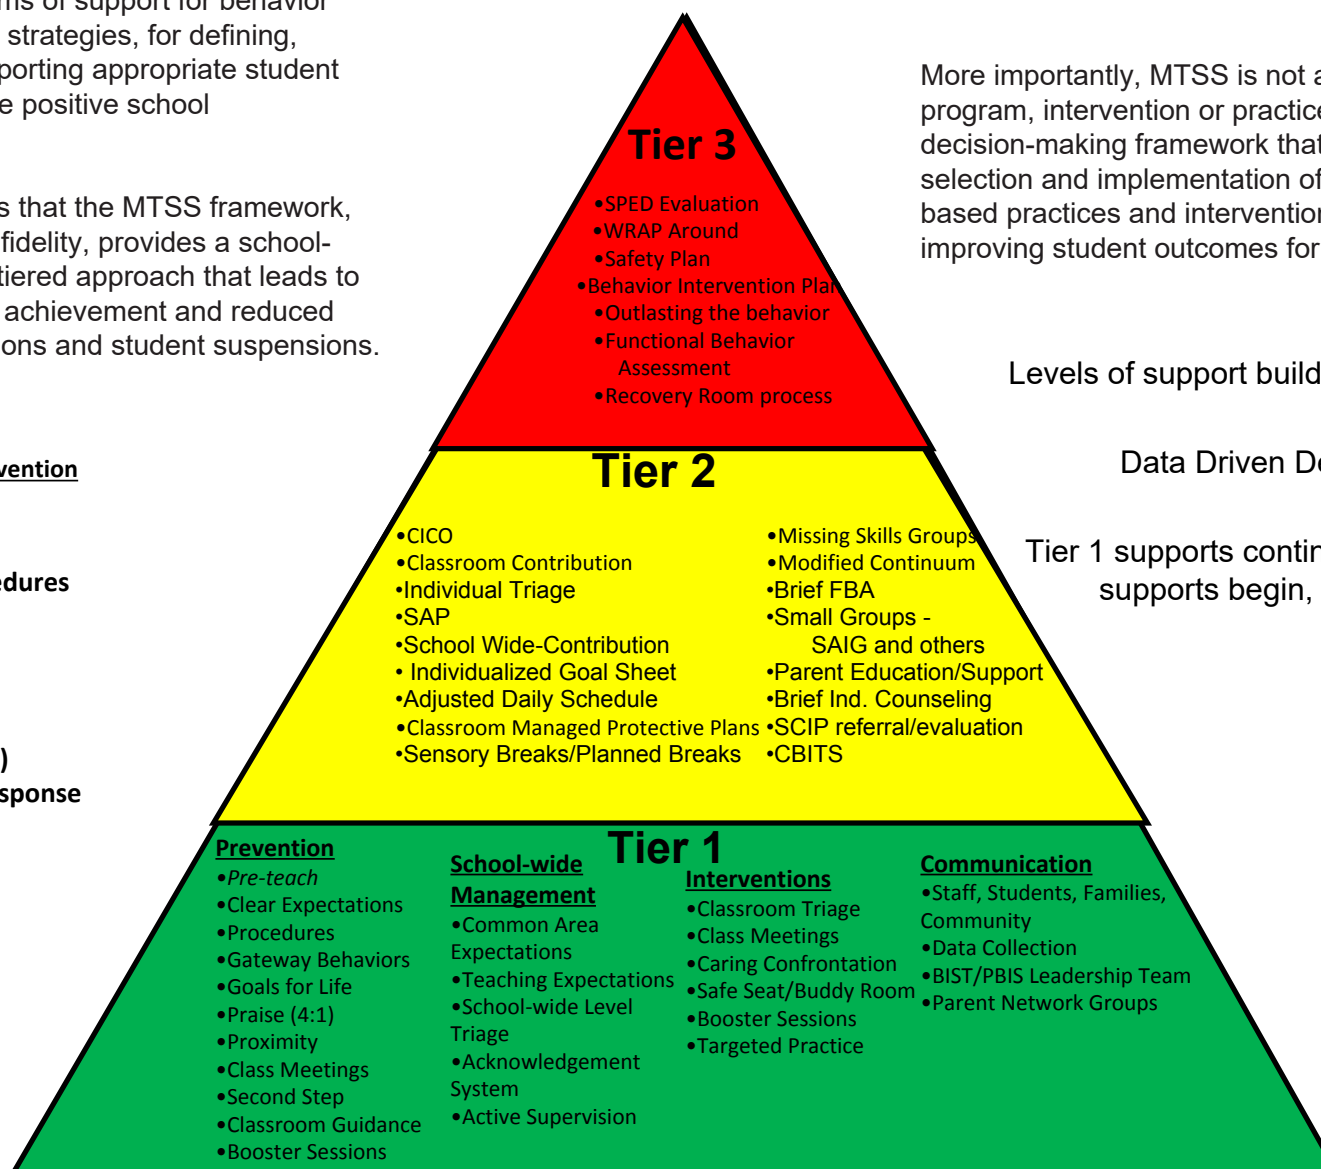 ms of support for behavior
strategies, for defining,
porting appropriate student
e positive school
s that the MTSS framework,
fidelity, provides a school-
tiered approach that leads to
achievement and reduced
ons and student suspensions.
vention
edures
)
sponse
More importantly, MTSS is not a
program, intervention or practice
decision-making framework that
selection and implementation of
based practices and intervention
improving student outcomes for
Levels of support build
Data Driven De
Tier 1 supports contin
supports begin,
Tier 3
•SPED Evaluation
•WRAP Around
•Safety Plan
•Behavior Intervention Plan
•Outlasting the behavior
•Functional Behavior
Assessment
•Recovery Room process
Tier 2
•CICO
•Classroom Contribution
•Individual Triage
•SAP
•School Wide-Contribution
• Individualized Goal Sheet
•Adjusted Daily Schedule
•Classroom Managed Protective Plans
•Sensory Breaks/Planned Breaks
•Missing Skills Groups
•Modified Continuum
•Brief FBA
•Small Groups -
SAIG and others
•Parent Education/Support
•Brief Ind. Counseling
•SCIP referral/evaluation
•CBITS
Tier 1
Prevention
•Pre-teach
•Clear Expectations
•Procedures
•Gateway Behaviors
•Goals for Life
•Praise (4:1)
•Proximity
•Class Meetings
•Second Step
•Classroom Guidance
•Booster Sessions
School-wide
Management
•Common Area
Expectations
•Teaching Expectations
•School-wide Level
Triage
•Acknowledgement
System
•Active Supervision
Interventions
•Classroom Triage
•Class Meetings
•Caring Confrontation
•Safe Seat/Buddy Room
•Booster Sessions
•Targeted Practice
Communication
•Staff, Students, Families,
Community
•Data Collection
•BIST/PBIS Leadership Team
•Parent Network Groups